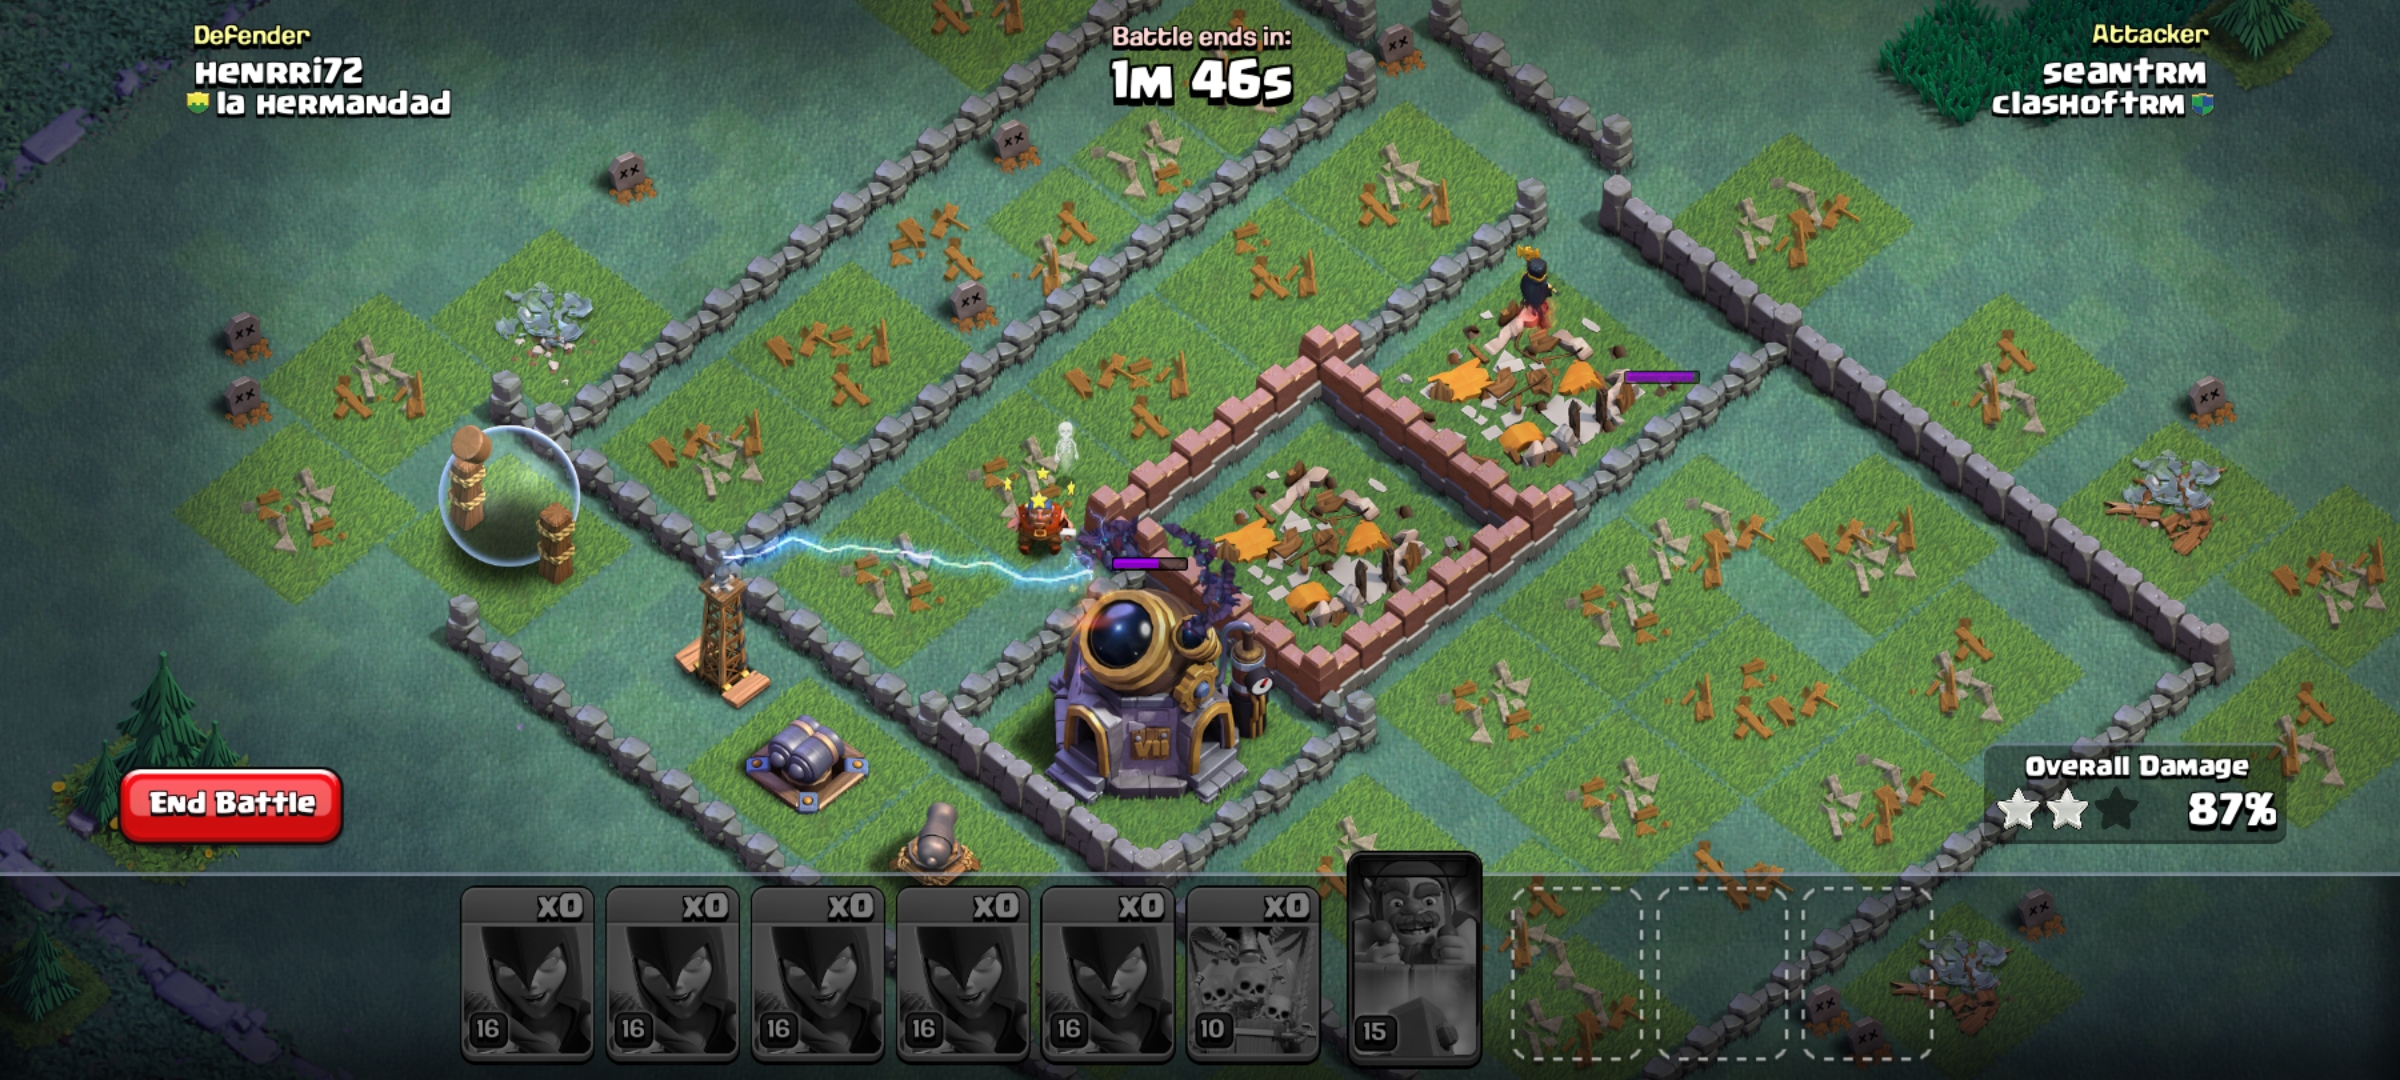 Defender
HENRRi72
la HERMANDAD
Battle ends in:
1M 46s
Attacker
seantRM
clashoftRM
VII
End Battle
Overall Damage
87%
x0
x0
x0
x0
x0
x0
16
16
16
16
16
10
15